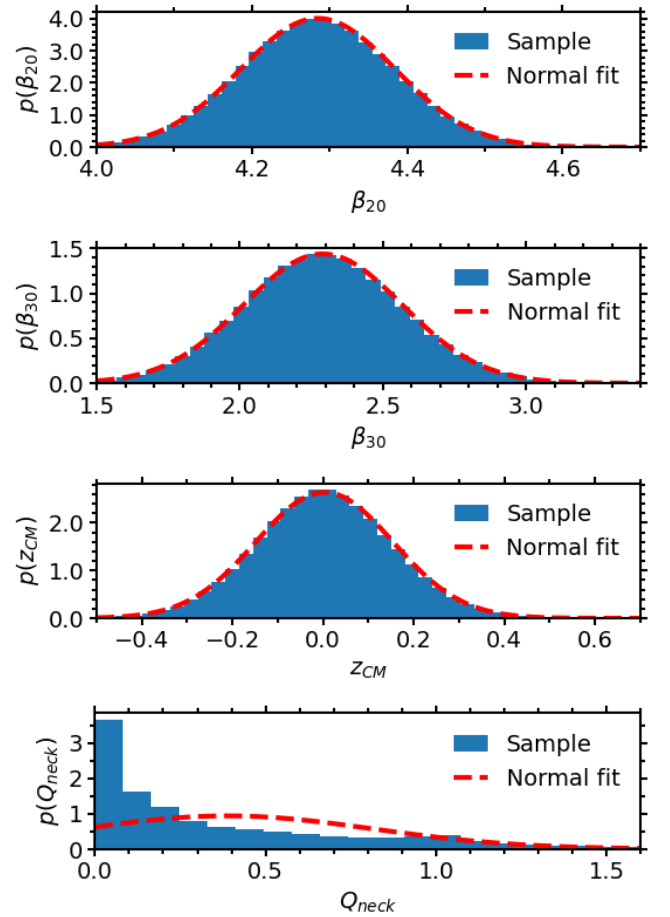 4.0
3.0
2.0
1.0
0.0
p(β20)
Sample
Normal fit
4.0 4.2 4.4 4.6
β20
1.5
1.0
0.5
0.0
p(β30)
Sample
Normal fit
1.5 2.0 2.5 3.0
β30
2.0
1.0
0.0
p(zCM)
Sample
Normal fit
−0.4 −0.2 0.0 0.2 0.4 0.6
zCM
3
2
1
0
p(Qneck)
Sample
Normal fit
0.0 0.5 1.0 1.5
Qneck